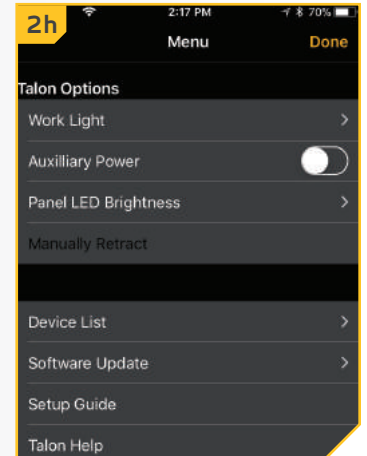 2h
2:17 PM 70%
Menu Done
Talon Options
Work Light
Auxilliary Power
Panel LED Brightness
Manually Retract
Device List
Software Update
Setup Guide
Talon Help